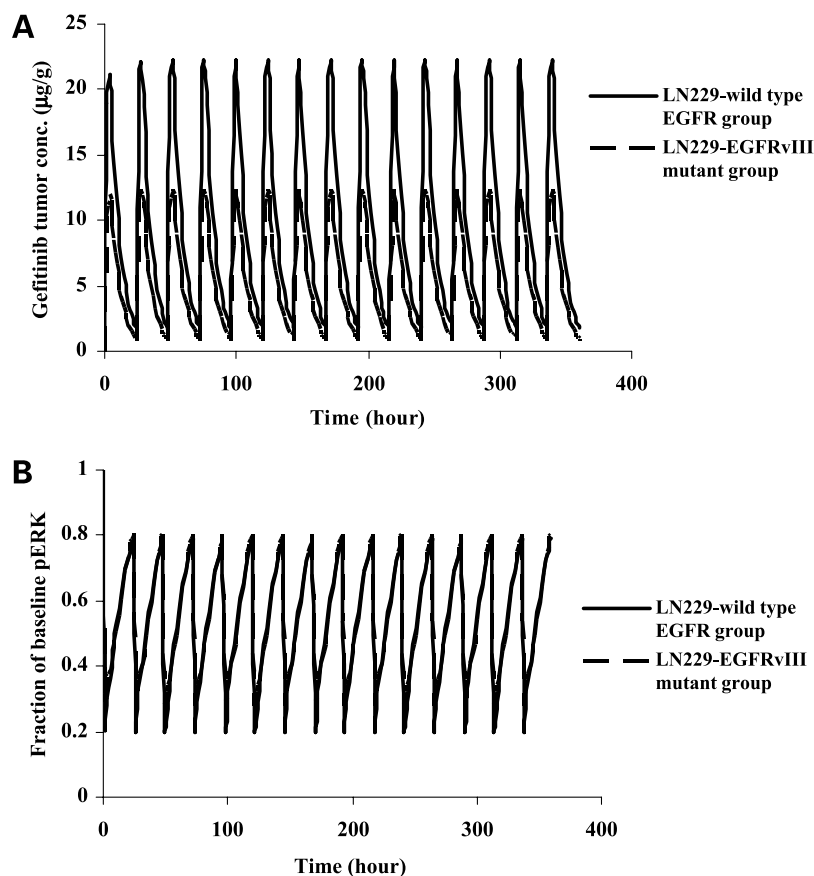 A
Gefitinib tumor conc. (µg/g)
25
20
15
10
5
0
0
100
200
300
400
Time (hour)
LN229-wild type
EGFR group
LN229-EGFRvIII
mutant group
B
Fraction of baseline pERK
1
0.8
0.6
0.4
0.2
0
100
200
300
400
Time (hour)
LN229-wild type
EGFR group
LN229-EGFRvIII
mutant group